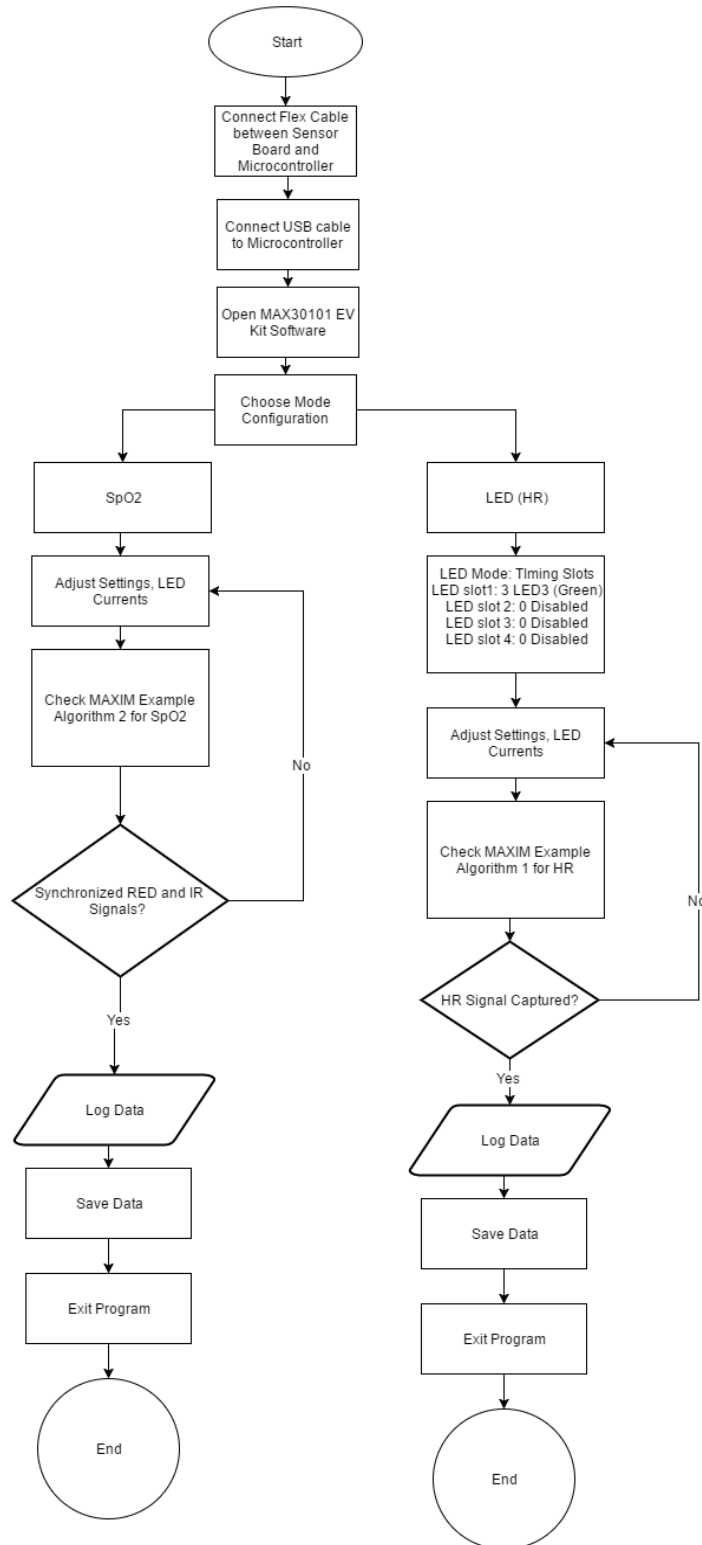 Start
Connect Flex Cable
between Sensor
Board and
Microcontroller
Connect USB cable
to Microcontroller
Open MAX30101 EV
Kit Software
Choose Mode
Configuration
SpO2
Adjust Settings, LED
Currents
Check MAXIM Example
Algorithm 2 for SpO2
No
Synchronized RED and IR
Signals?
Yes
Log Data
Save Data
Exit Program
End
LED (HR)
LED Mode: TIming Slots
LED slot1: 3 LED3 (Green)
LED slot 2: 0 Disabled
LED slot 3: 0 Disabled
LED slot 4: 0 Disabled
Adjust Settings, LED
Currents
Check MAXIM Example
Algorithm 1 for HR
No
HR Signal Captured?
Yes
Log Data
Save Data
Exit Program
End